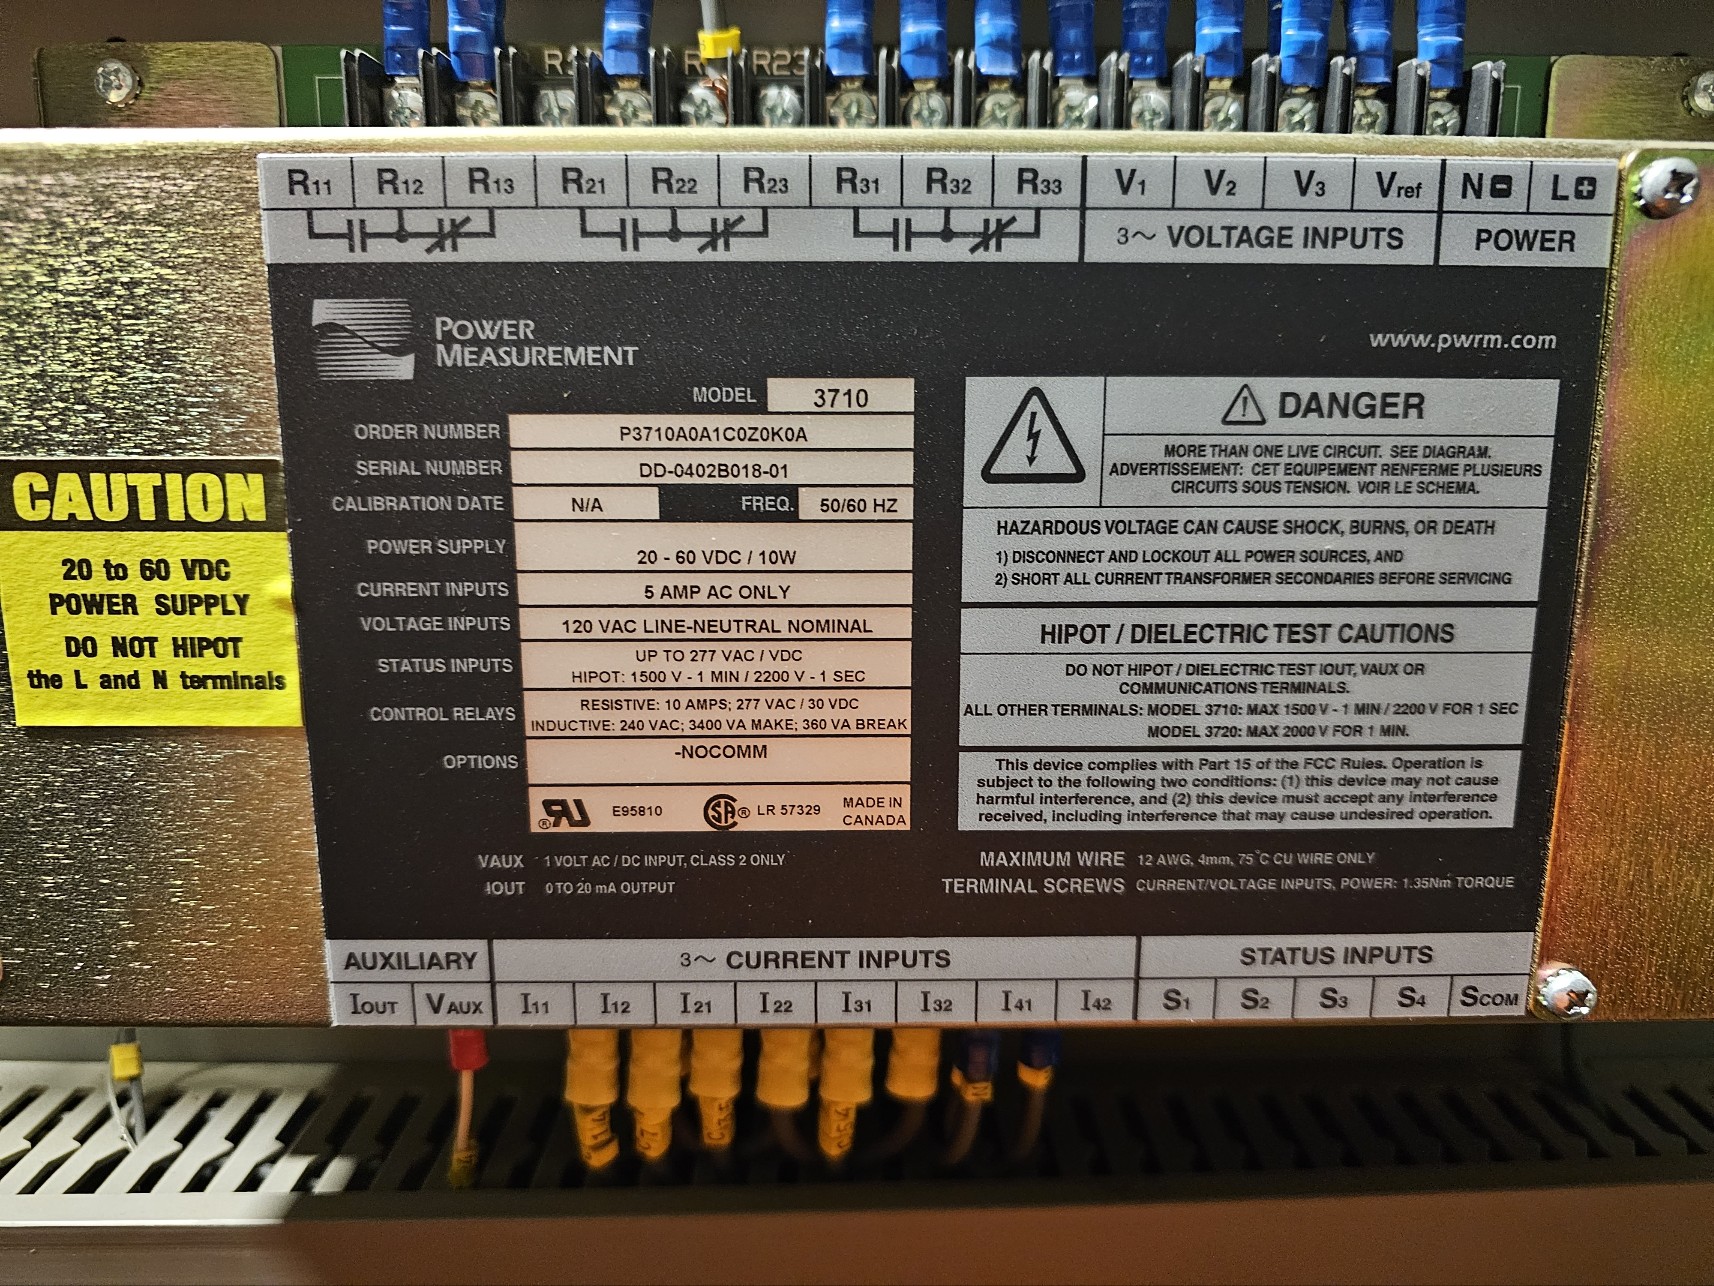 R23
R11 R12 R13 R21 R22 R23 R31 R32 R33 V1 V2 V3 Vref N L
3~ VOLTAGE INPUTS
POWER
POWER
MEASUREMENT
www.pwrm.com
MODEL 3710
ORDER NUMBER P3710A0A1C0Z0K0A
SERIAL NUMBER DD-0402B018-01
CALIBRATION DATE N/A FREQ. 50/60 HZ
POWER SUPPLY 20 - 60 VDC / 10W
CURRENT INPUTS 5 AMP AC ONLY
VOLTAGE INPUTS 120 VAC LINE-NEUTRAL NOMINAL
STATUS INPUTS UP TO 277 VAC / VDC
HIPOT: 1500 V - 1 MIN / 2200 V - 1 SEC
CONTROL RELAYS RESISTIVE: 10 AMPS; 277 VAC / 30 VDC
INDUCTIVE: 240 VAC; 3400 VA MAKE; 360 VA BREAK
OPTIONS -NOCOMM
E95810 ® LR 57329 MADE IN
CANADA
VAUX 1 VOLT AC / DC INPUT, CLASS 2 ONLY
IOUT 0 TO 20 mA OUTPUT
DANGER
MORE THAN ONE LIVE CIRCUIT. SEE DIAGRAM.
ADVERTISSEMENT: CET EQUIPEMENT RENFERME PLUSIEURS
CIRCUITS SOUS TENSION. VOIR LE SCHEMA.
HAZARDOUS VOLTAGE CAN CAUSE SHOCK, BURNS, OR DEATH
1) DISCONNECT AND LOCKOUT ALL POWER SOURCES, AND
2) SHORT ALL CURRENT TRANSFORMER SECONDARIES BEFORE SERVICING
HIPOT / DIELECTRIC TEST CAUTIONS
DO NOT HIPOT / DIELECTRIC TEST IOUT, VAUX OR
COMMUNICATIONS TERMINALS.
ALL OTHER TERMINALS: MODEL 3710: MAX 1500 V - 1 MIN / 2200 V FOR 1 SEC
MODEL 3720: MAX 2000 V FOR 1 MIN.
This device complies with Part 15 of the FCC Rules. Operation is
subject to the following two conditions: (1) this device may not cause
harmful interference, and (2) this device must accept any interference
received, including interference that may cause undesired operation.
MAXIMUM WIRE 12 AWG, 4mm, 75°C CU WIRE ONLY
TERMINAL SCREWS CURRENT/VOLTAGE INPUTS, POWER: 1.35Nm TORQUE
CAUTION
20 to 60 VDC
POWER SUPPLY
DO NOT HIPOT
the L and N terminals
AUXILIARY 3~ CURRENT INPUTS STATUS INPUTS
IOUT VAUX I11 I12 I21 I22 I31 I32 I41 I42 S1 S2 S3 S4 SCOM